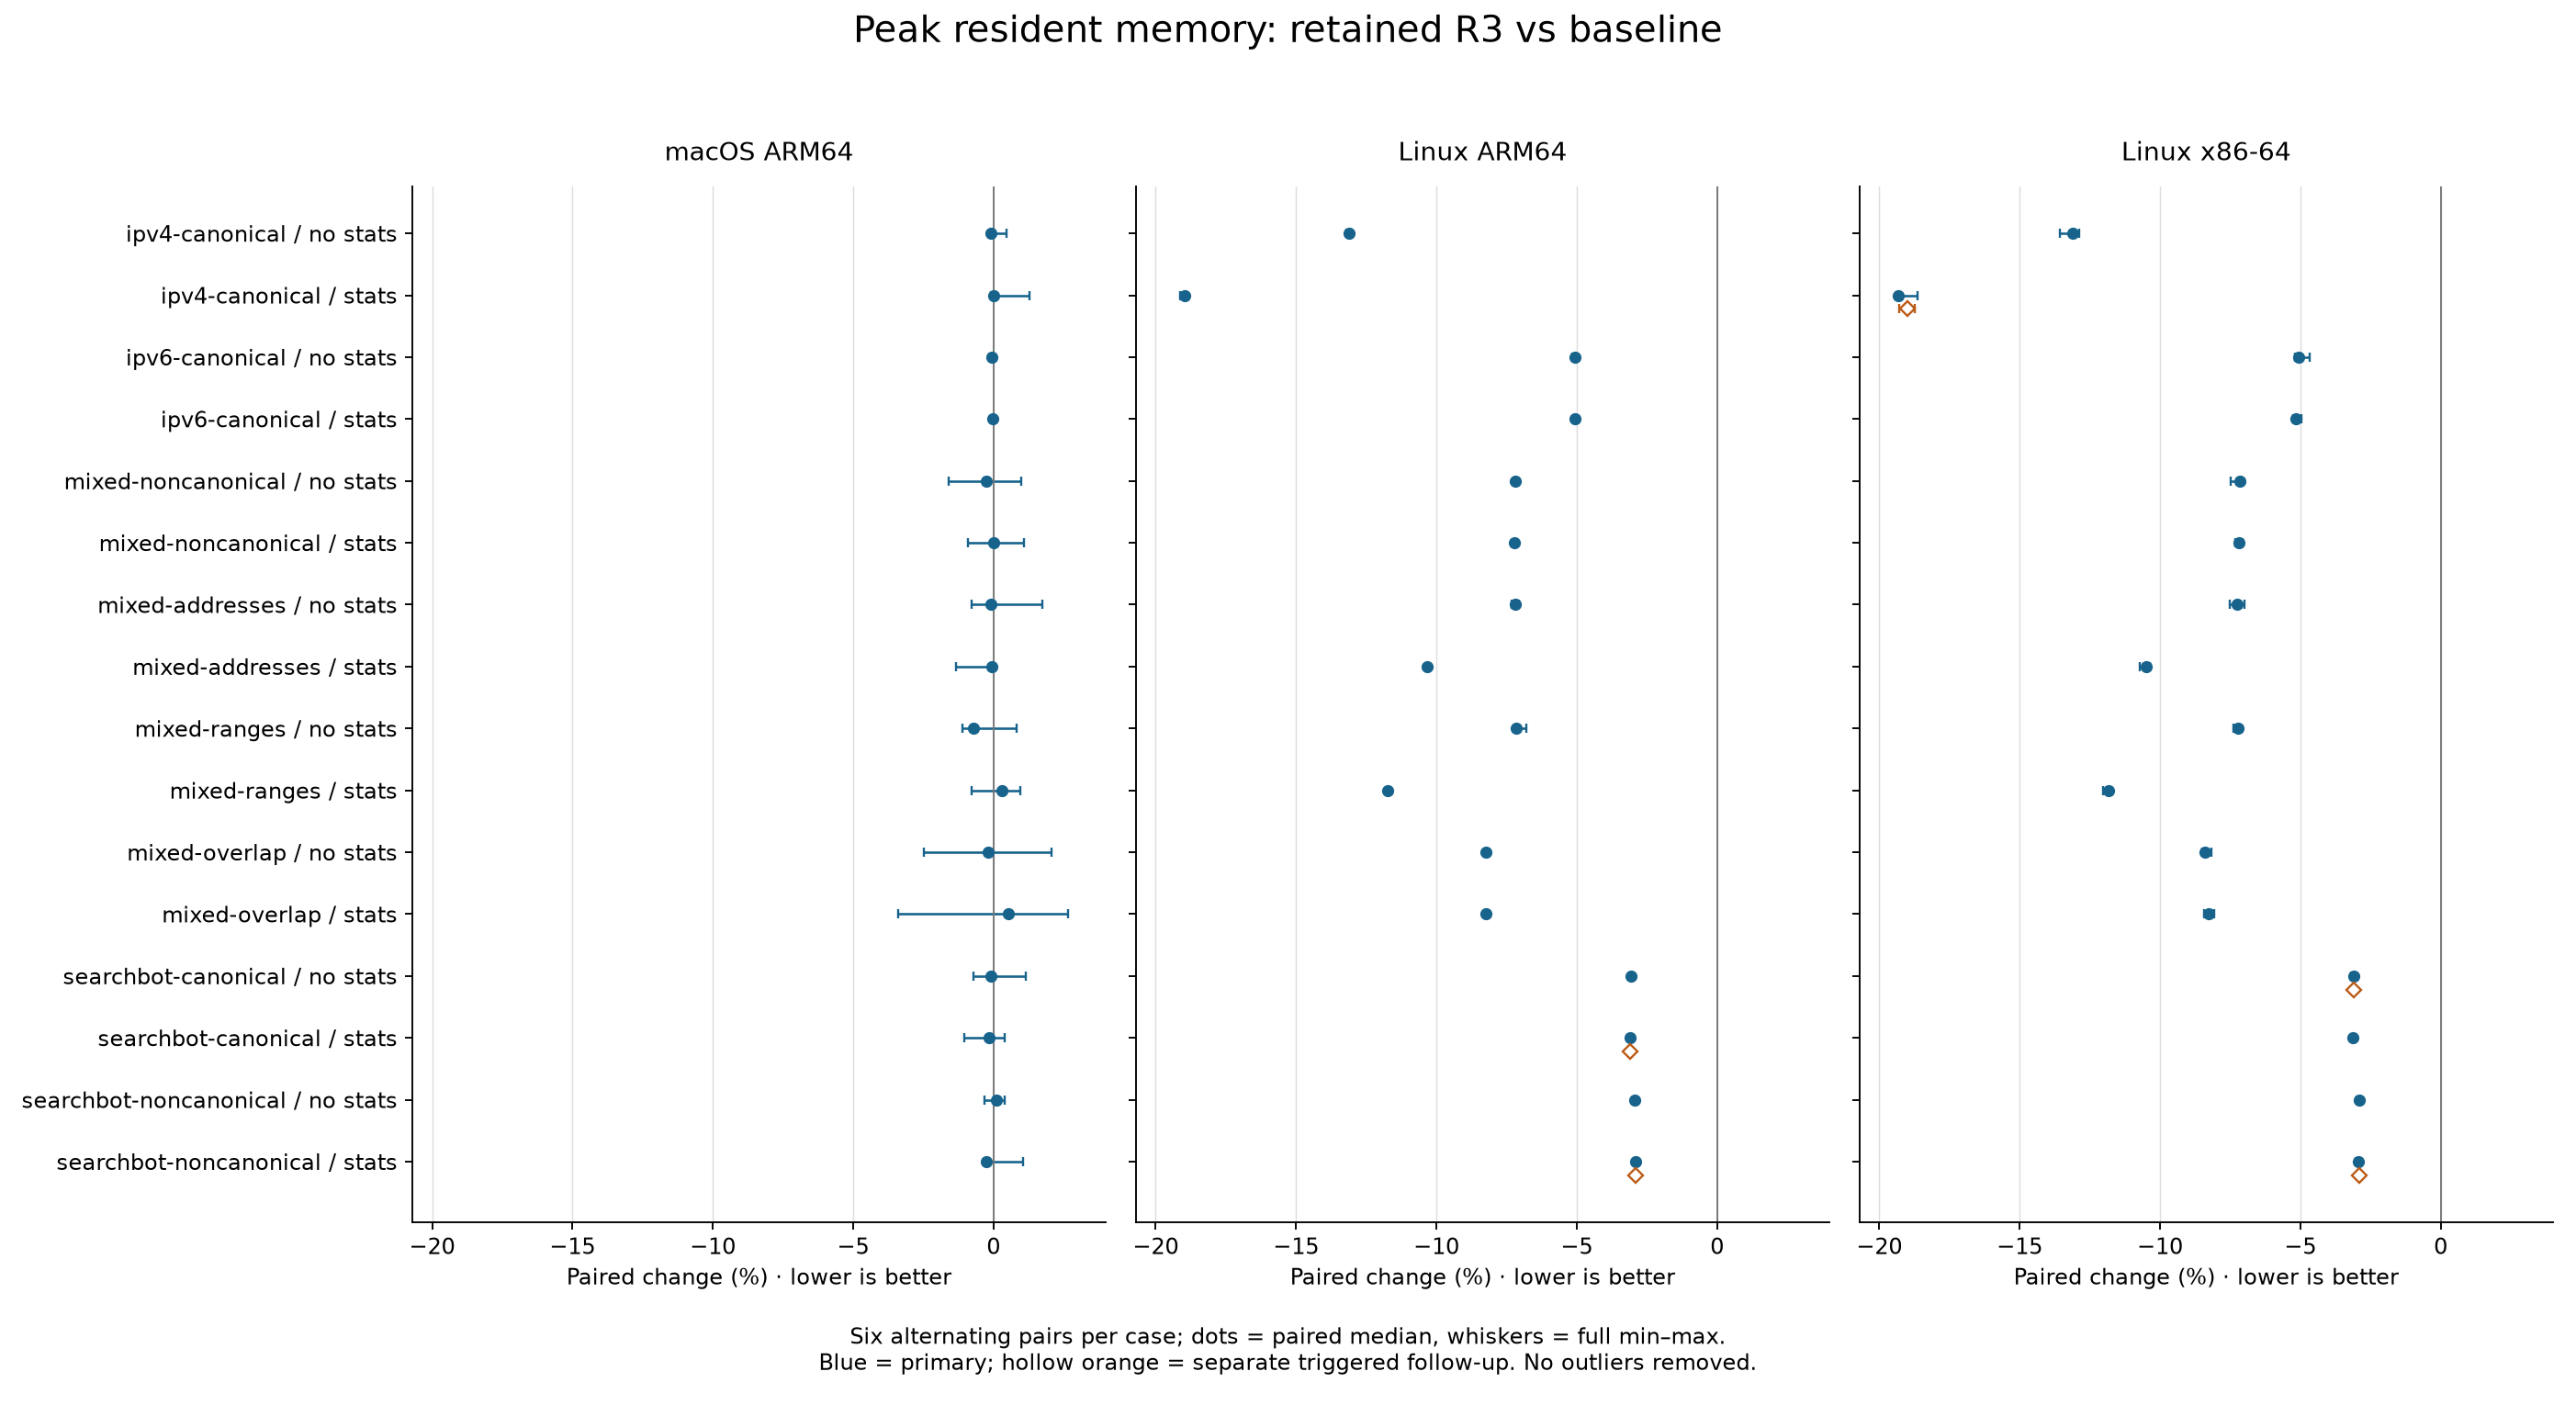 Peak resident memory: retained R3 vs baseline
macOS ARM64
Linux ARM64
Linux x86-64
ipv4-canonical / no stats
ipv4-canonical / stats
ipv6-canonical / no stats
ipv6-canonical / stats
mixed-noncanonical / no stats
mixed-noncanonical / stats
mixed-addresses / no stats
mixed-addresses / stats
mixed-ranges / no stats
mixed-ranges / stats
mixed-overlap / no stats
mixed-overlap / stats
searchbot-canonical / no stats
searchbot-canonical / stats
searchbot-noncanonical / no stats
searchbot-noncanonical / stats
−20 −15 −10 −5 0
−20 −15 −10 −5 0
−20 −15 −10 −5 0
Paired change (%) · lower is better
Paired change (%) · lower is better
Paired change (%) · lower is better
Six alternating pairs per case; dots = paired median, whiskers = full min–max.
Blue = primary; hollow orange = separate triggered follow-up. No outliers removed.